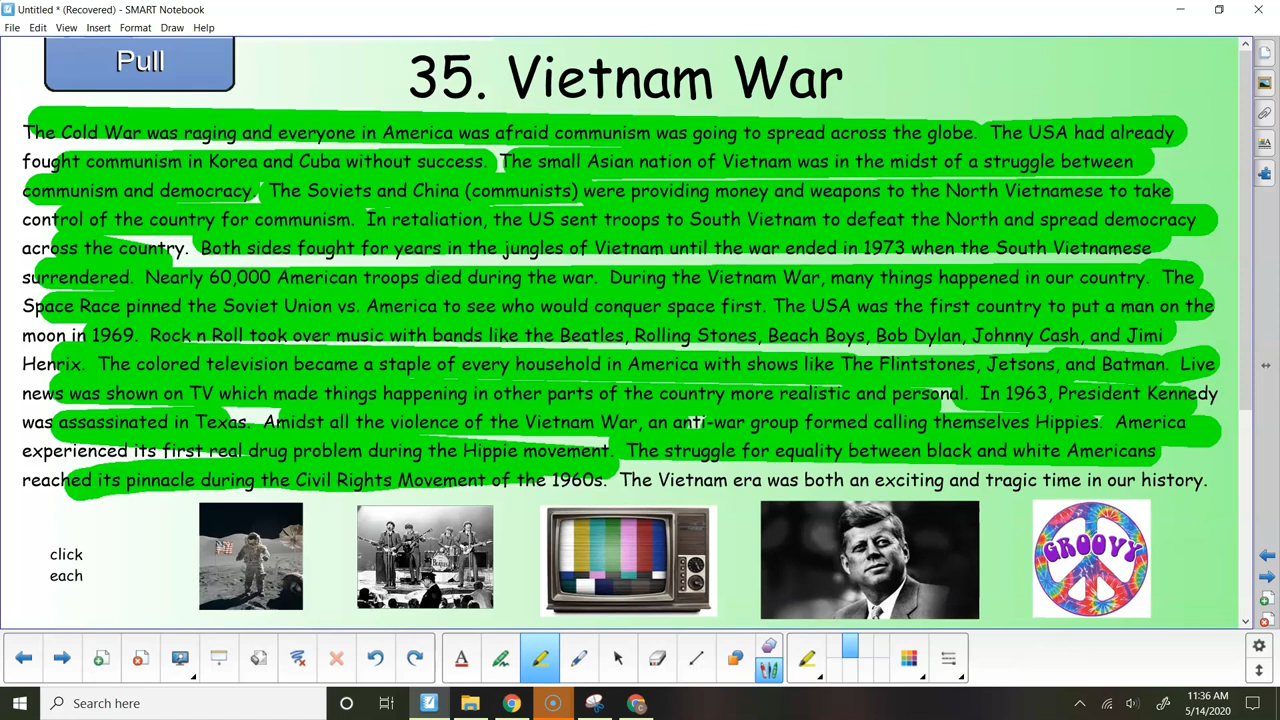 Untitled * (Recovered) - SMART Notebook
File Edit View Insert Format Draw Help
Pull
35. Vietnam War
The Cold War was raging and everyone in America was afraid communism was going to spread across the globe. The USA had already
fought communism in Korea and Cuba without success. The small Asian nation of Vietnam was in the midst of a struggle between
communism and democracy. The Soviets and China (communists) were providing money and weapons to the North Vietnamese to take
control of the country for communism. In retaliation, the US sent troops to South Vietnam to defeat the North and spread democracy
across the country. Both sides fought for years in the jungles of Vietnam until the war ended in 1973 when the South Vietnamese
surrendered. Nearly 60,000 American troops died during the war. During the Vietnam War, many things happened in our country. The
Space Race pinned the Soviet Union vs. America to see who would conquer space first. The USA was the first country to put a man on the
moon in 1969. Rock n Roll took over music with bands like the Beatles, Rolling Stones, Beach Boys, Bob Dylan, Johnny Cash, and Jimi
Henrix. The colored television became a staple of every household in America with shows like The Flintstones, Jetsons, and Batman. Live
news was shown on TV which made things happening in other parts of the country more realistic and personal. In 1963, President Kennedy
was assassinated in Texas. Amidst all the violence of the Vietnam War, an anti-war group formed calling themselves Hippies. America
experienced its first real drug problem during the Hippie movement. The struggle for equality between black and white Americans
reached its pinnacle during the Civil Rights Movement of the 1960s. The Vietnam era was both an exciting and tragic time in our history.
click
each
BEATLES
GROOVY
Search here
11:36 AM
5/14/2020